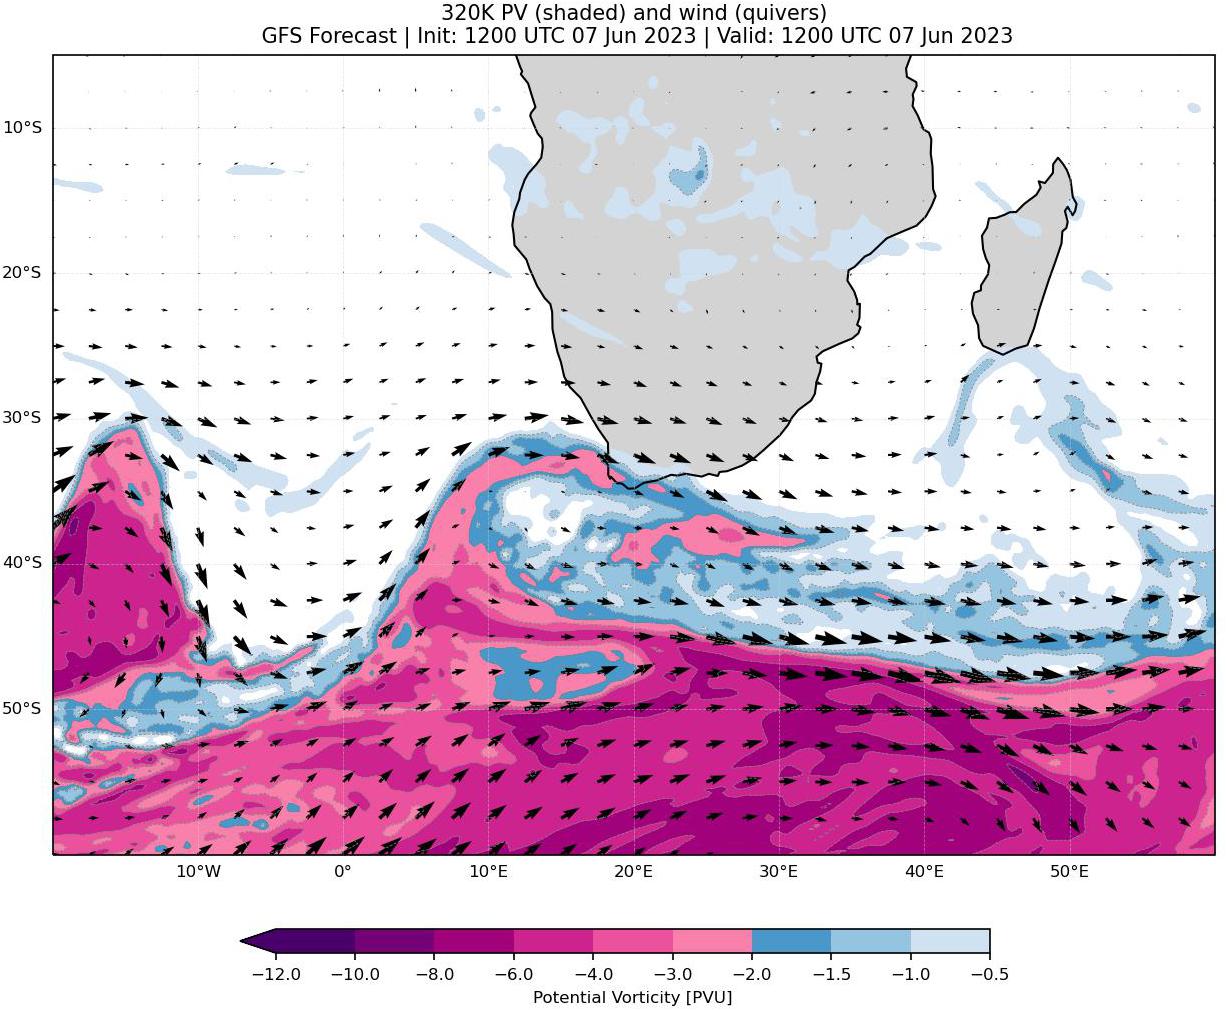 320K PV (shaded) and wind (quivers)
GFS Forecast | Init: 1200 UTC 07 Jun 2023 | Valid: 1200 UTC 07 Jun 2023
10°S
20°S
30°S
40°S
50°S
10°W 0° 10°E 20°E 30°E 40°E 50°E
−12.0 −10.0 −8.0 −6.0 −4.0 −3.0 −2.0 −1.5 −1.0 −0.5
Potential Vorticity [PVU]